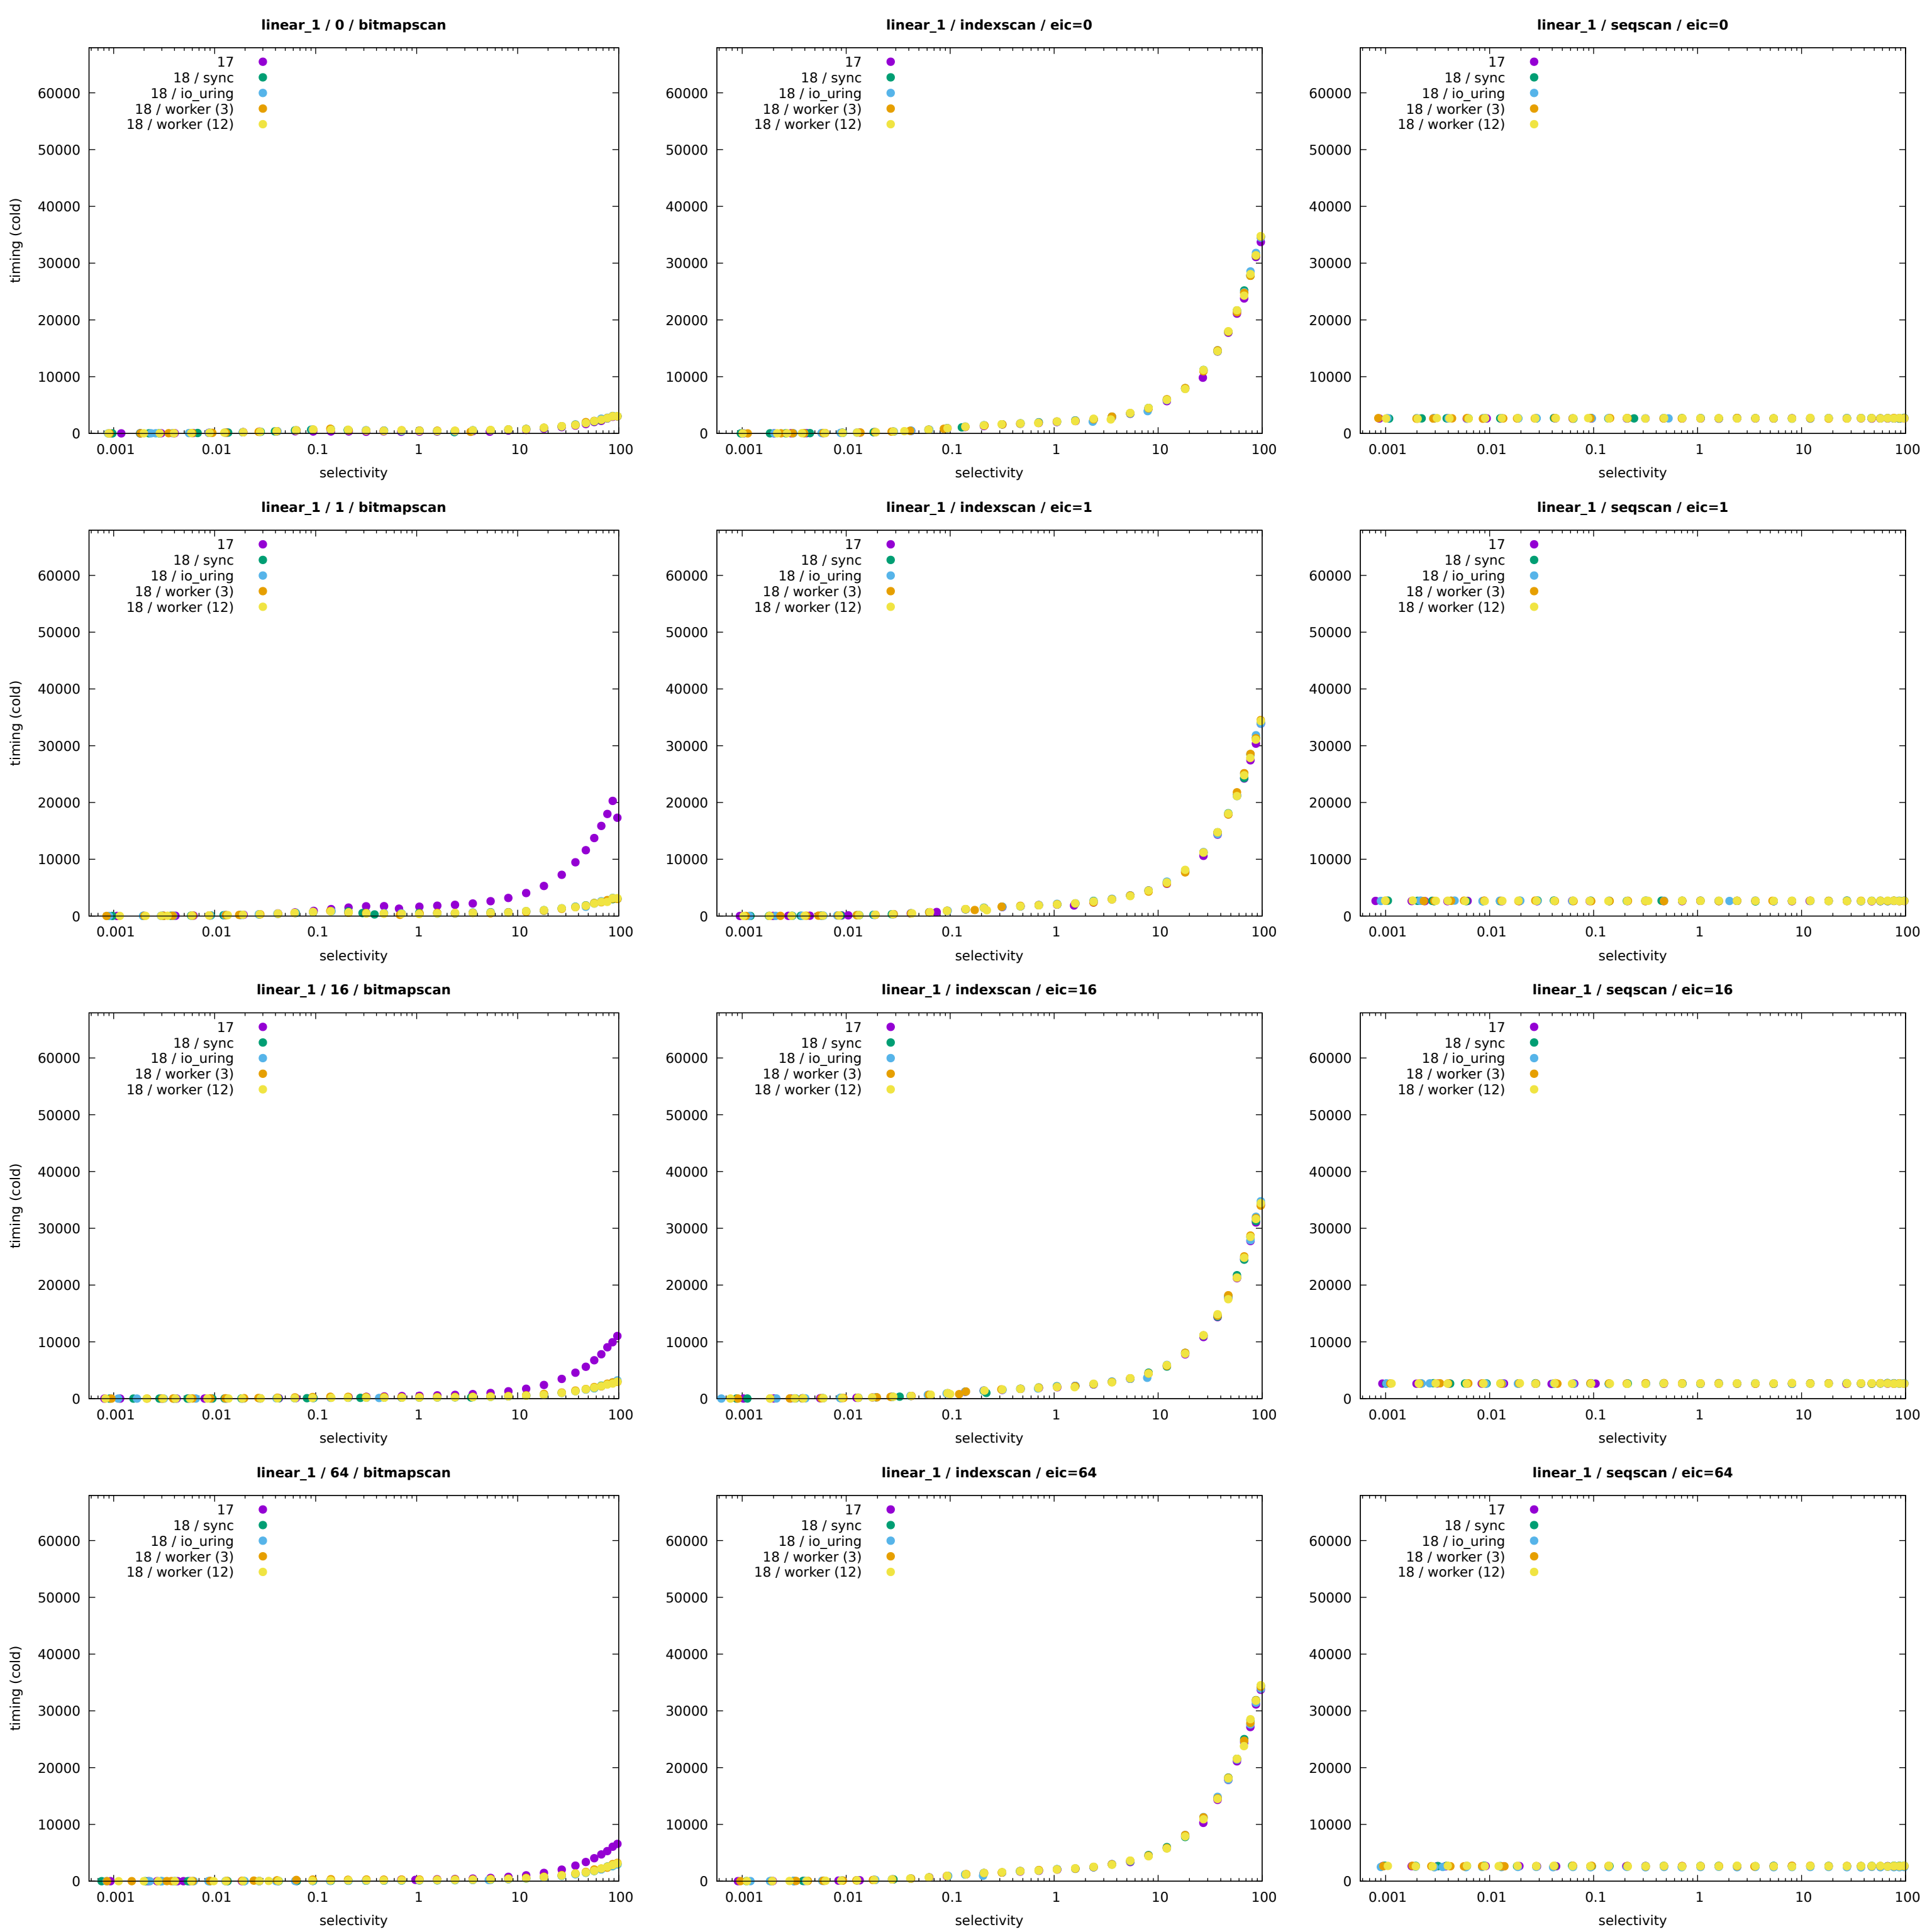 linear_1 / 0 / bitmapscan
17
18 / sync
18 / io_uring
18 / worker (3)
18 / worker (12)
60000
50000
40000
30000
20000
10000
0
0.001 0.01 0.1 1 10 100
timing (cold)
selectivity
linear_1 / indexscan / eic=0
17
18 / sync
18 / io_uring
18 / worker (3)
18 / worker (12)
60000
50000
40000
30000
20000
10000
0
0.001 0.01 0.1 1 10 100
selectivity
linear_1 / seqscan / eic=0
17
18 / sync
18 / io_uring
18 / worker (3)
18 / worker (12)
60000
50000
40000
30000
20000
10000
0
0.001 0.01 0.1 1 10 100
selectivity
linear_1 / 1 / bitmapscan
17
18 / sync
18 / io_uring
18 / worker (3)
18 / worker (12)
60000
50000
40000
30000
20000
10000
0
0.001 0.01 0.1 1 10 100
timing (cold)
selectivity
linear_1 / indexscan / eic=1
17
18 / sync
18 / io_uring
18 / worker (3)
18 / worker (12)
60000
50000
40000
30000
20000
10000
0
0.001 0.01 0.1 1 10 100
selectivity
linear_1 / seqscan / eic=1
17
18 / sync
18 / io_uring
18 / worker (3)
18 / worker (12)
60000
50000
40000
30000
20000
10000
0
0.001 0.01 0.1 1 10 100
selectivity
linear_1 / 16 / bitmapscan
17
18 / sync
18 / io_uring
18 / worker (3)
18 / worker (12)
60000
50000
40000
30000
20000
10000
0
0.001 0.01 0.1 1 10 100
timing (cold)
selectivity
linear_1 / indexscan / eic=16
17
18 / sync
18 / io_uring
18 / worker (3)
18 / worker (12)
60000
50000
40000
30000
20000
10000
0
0.001 0.01 0.1 1 10 100
selectivity
linear_1 / seqscan / eic=16
17
18 / sync
18 / io_uring
18 / worker (3)
18 / worker (12)
60000
50000
40000
30000
20000
10000
0
0.001 0.01 0.1 1 10 100
selectivity
linear_1 / 64 / bitmapscan
17
18 / sync
18 / io_uring
18 / worker (3)
18 / worker (12)
60000
50000
40000
30000
20000
10000
0
0.001 0.01 0.1 1 10 100
timing (cold)
selectivity
linear_1 / indexscan / eic=64
17
18 / sync
18 / io_uring
18 / worker (3)
18 / worker (12)
60000
50000
40000
30000
20000
10000
0
0.001 0.01 0.1 1 10 100
selectivity
linear_1 / seqscan / eic=64
17
18 / sync
18 / io_uring
18 / worker (3)
18 / worker (12)
60000
50000
40000
30000
20000
10000
0
0.001 0.01 0.1 1 10 100
selectivity